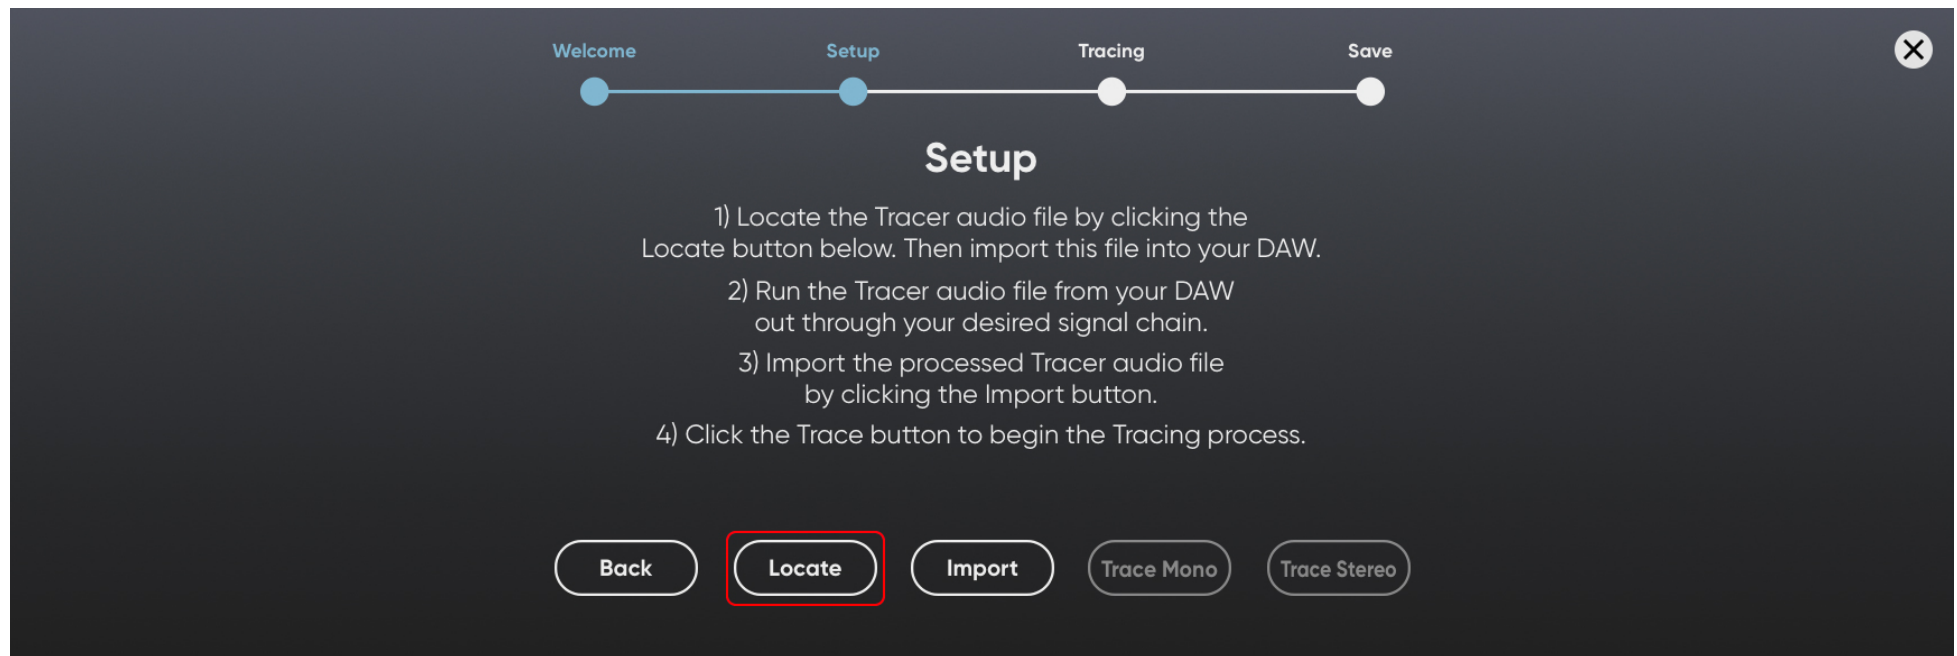 Welcome
Setup
Tracing
Save
Setup
1) Locate the Tracer audio file by clicking the
Locate button below. Then import this file into your DAW.
2) Run the Tracer audio file from your DAW
out through your desired signal chain.
3) Import the processed Tracer audio file
by clicking the Import button.
4) Click the Trace button to begin the Tracing process.
Back
Locate
Import
Trace Mono
Trace Stereo